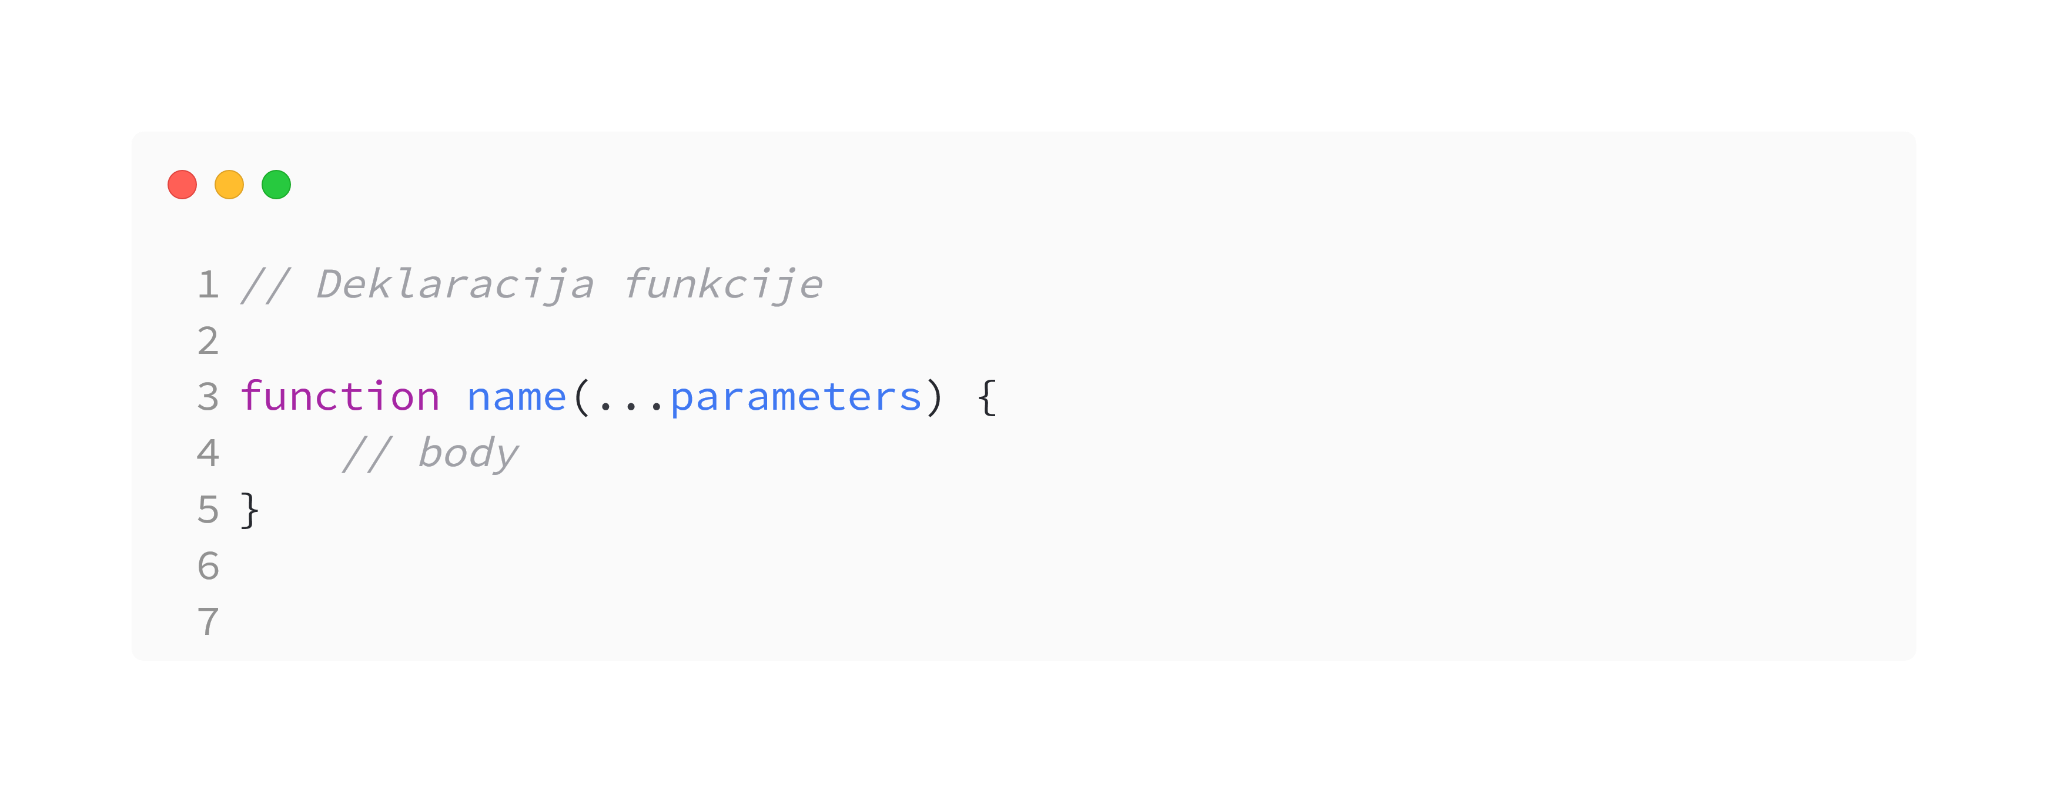 1 // Deklaracija funkcije
2
3 function name(...parameters) {
4     // body
5 }
6
7